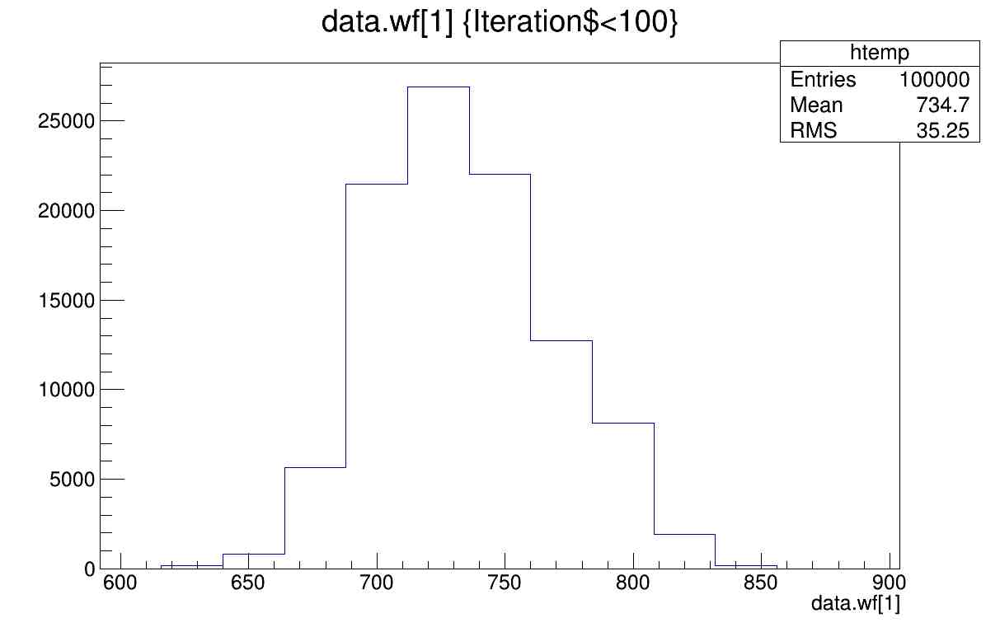 data.wf[1] {Iteration$<100}
htemp
Entries 100000
Mean 734.7
RMS 35.25
25000
20000
15000
10000
5000
0
600 650 700 750 800 850 900
data.wf[1]